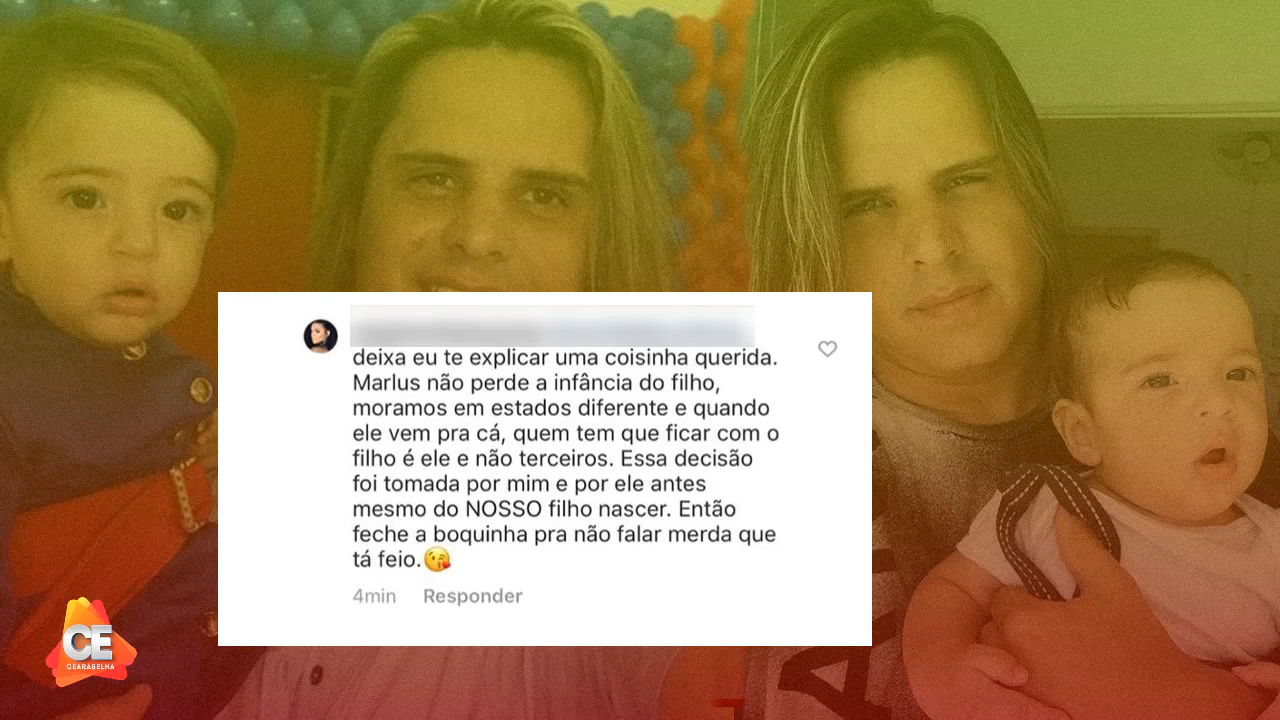 deixa eu te explicar uma coisinha querida.
Marlus não perde a infância do filho,
moramos em estados diferente e quando
ele vem pra cá, quem tem que ficar com o
filho é ele e não terceiros. Essa decisão
foi tomada por mim e por ele antes
mesmo do NOSSO filho nascer. Então
feche a boquinha pra não falar merda que
tá feio.😘
4min Responder
CE
CEARABELHA